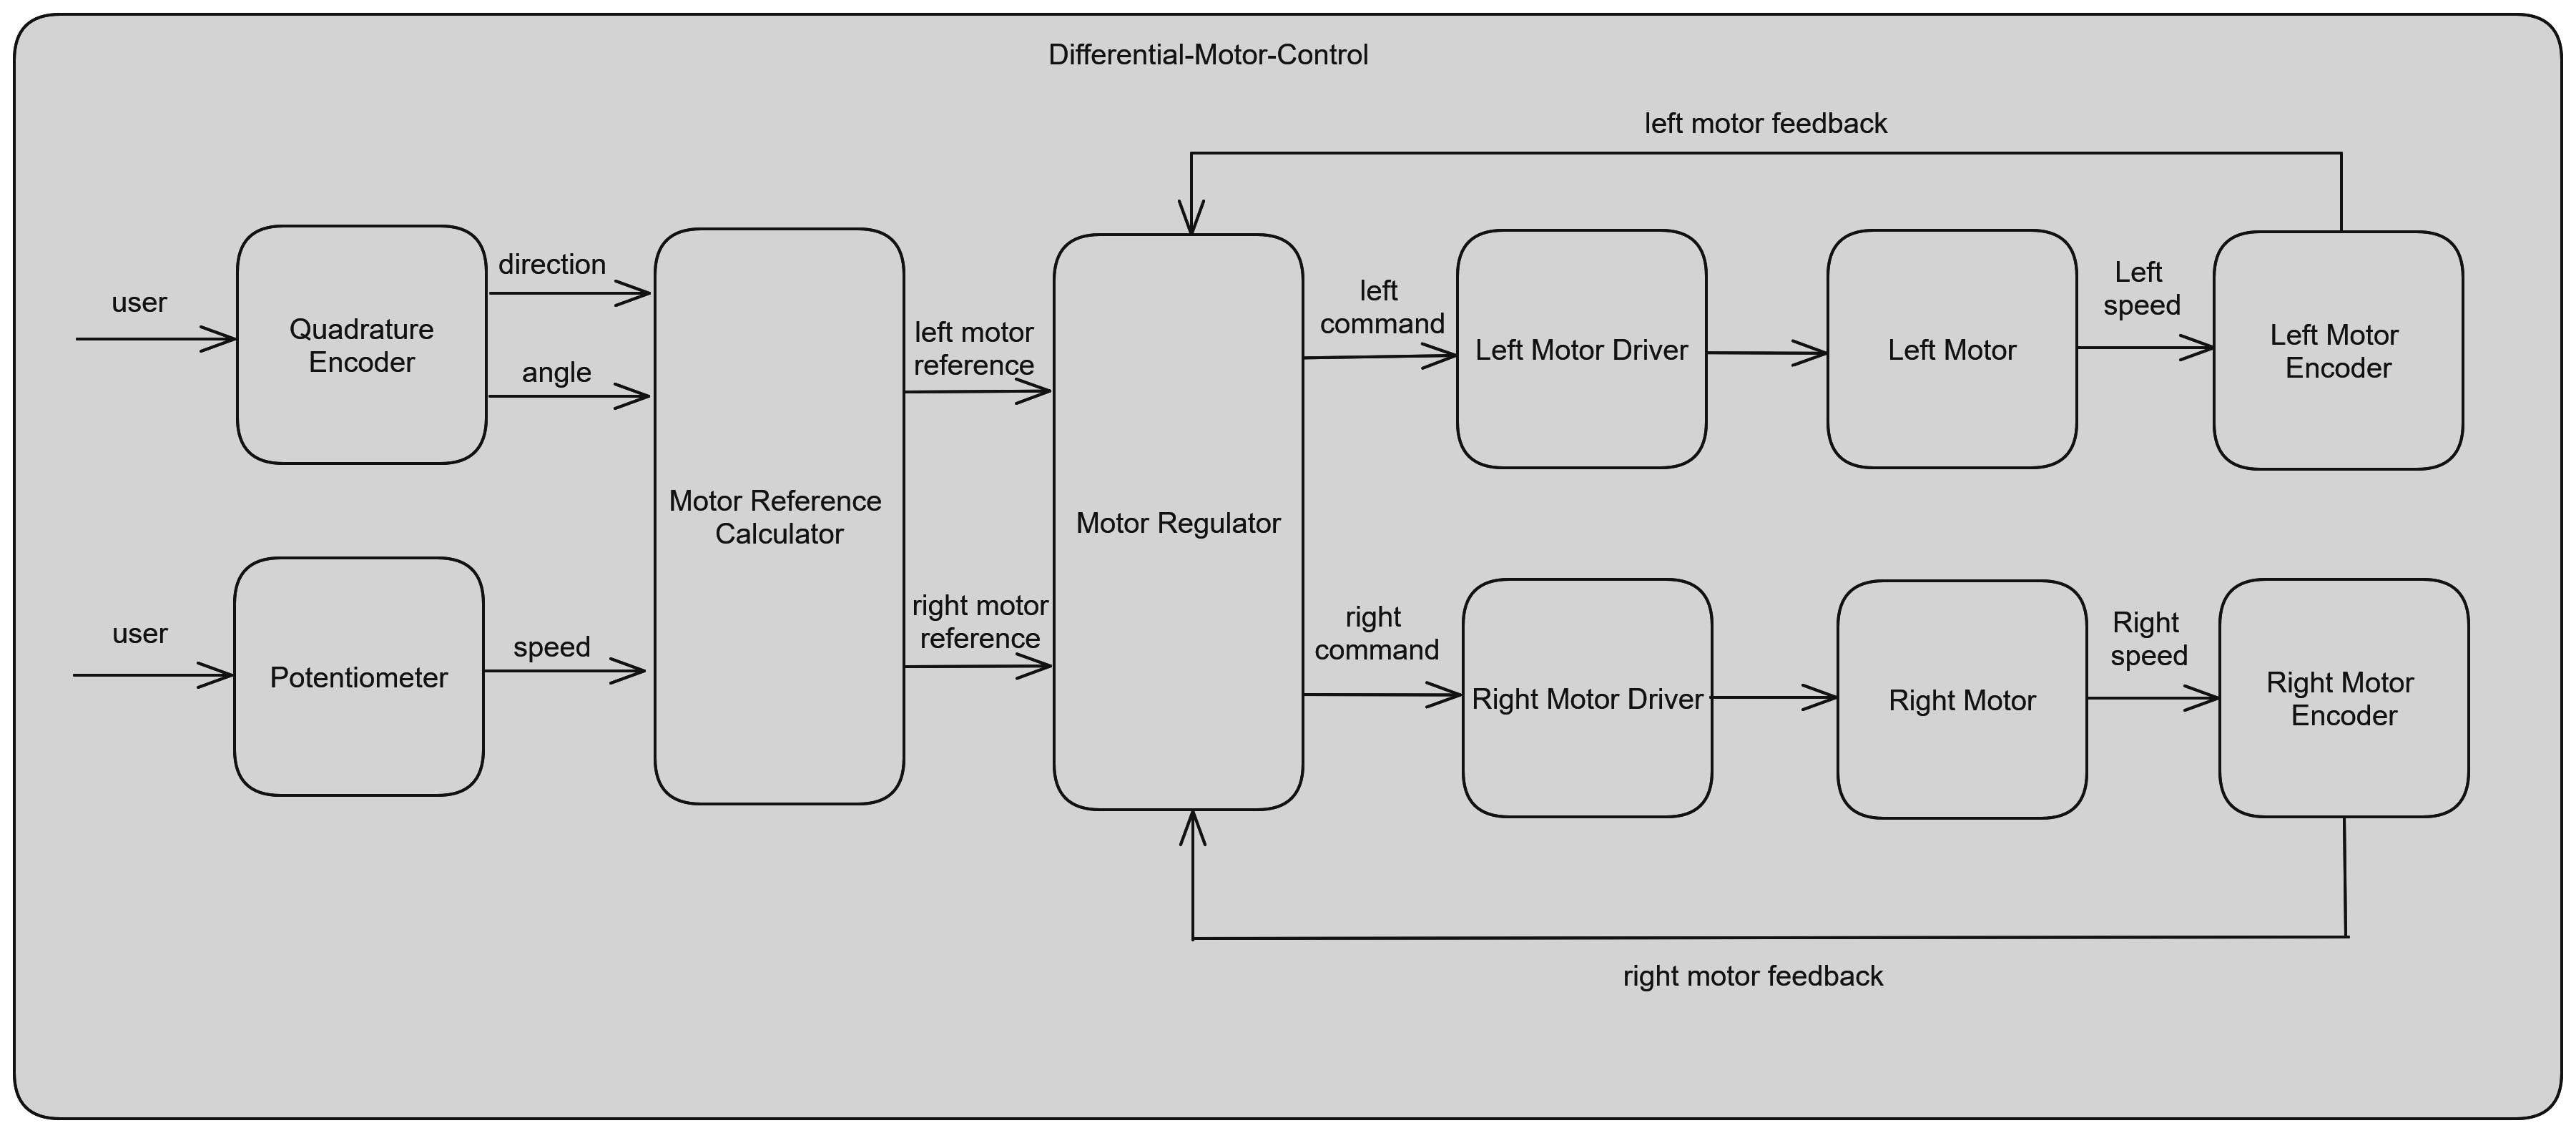 Differential-Motor-Control
left motor feedback
user
Quadrature
Encoder
direction
angle
user
Potentiometer
speed
Motor Reference
Calculator
left motor
reference
right motor
reference
Motor Regulator
left
command
Left Motor Driver
Left Motor
Left
speed
Left Motor
Encoder
right
command
Right Motor Driver
Right Motor
Right
speed
Right Motor
Encoder
right motor feedback